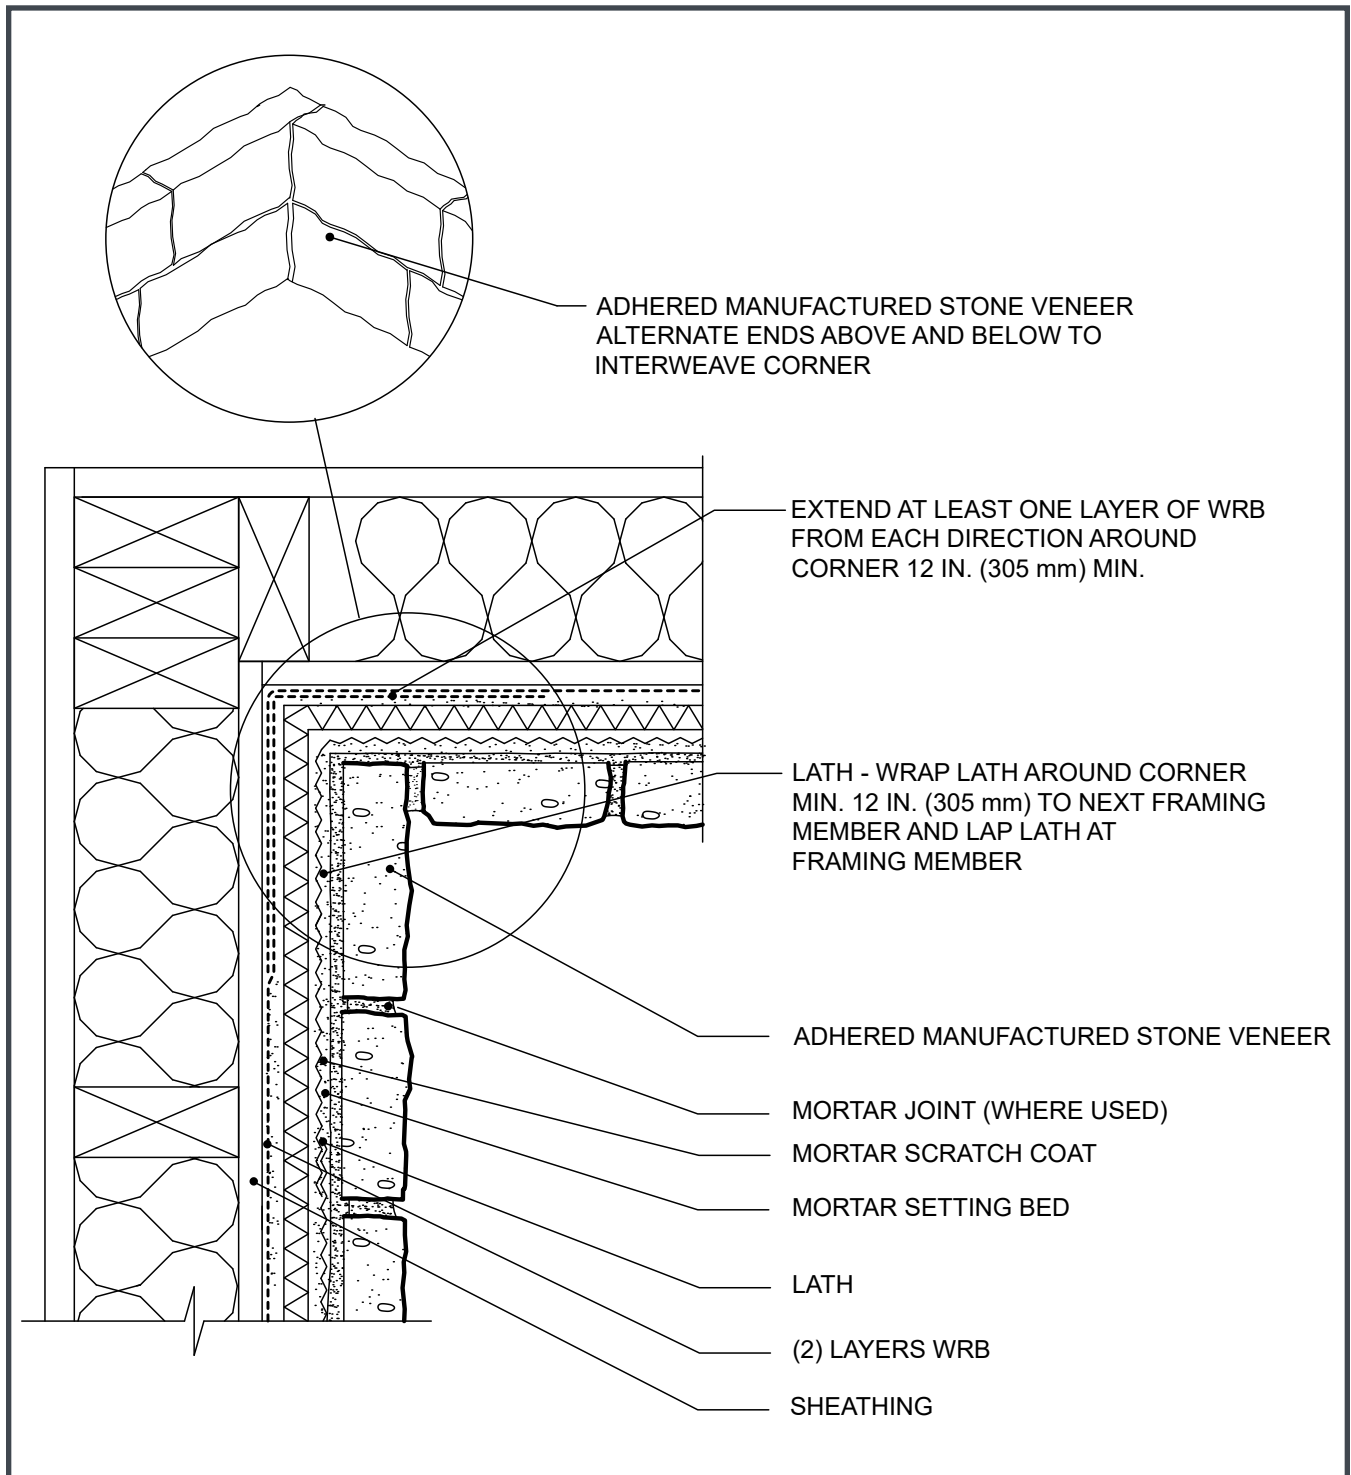 ADHERED MANUFACTURED STONE VENEER
ALTERNATE ENDS ABOVE AND BELOW TO
INTERWEAVE CORNER
EXTEND AT LEAST ONE LAYER OF WRB
FROM EACH DIRECTION AROUND
CORNER 12 IN. (305 mm) MIN.
LATH - WRAP LATH AROUND CORNER
MIN. 12 IN. (305 mm) TO NEXT FRAMING
MEMBER AND LAP LATH AT
FRAMING MEMBER
ADHERED MANUFACTURED STONE VENEER
MORTAR JOINT (WHERE USED)
MORTAR SCRATCH COAT
MORTAR SETTING BED
LATH
(2) LAYERS WRB
SHEATHING